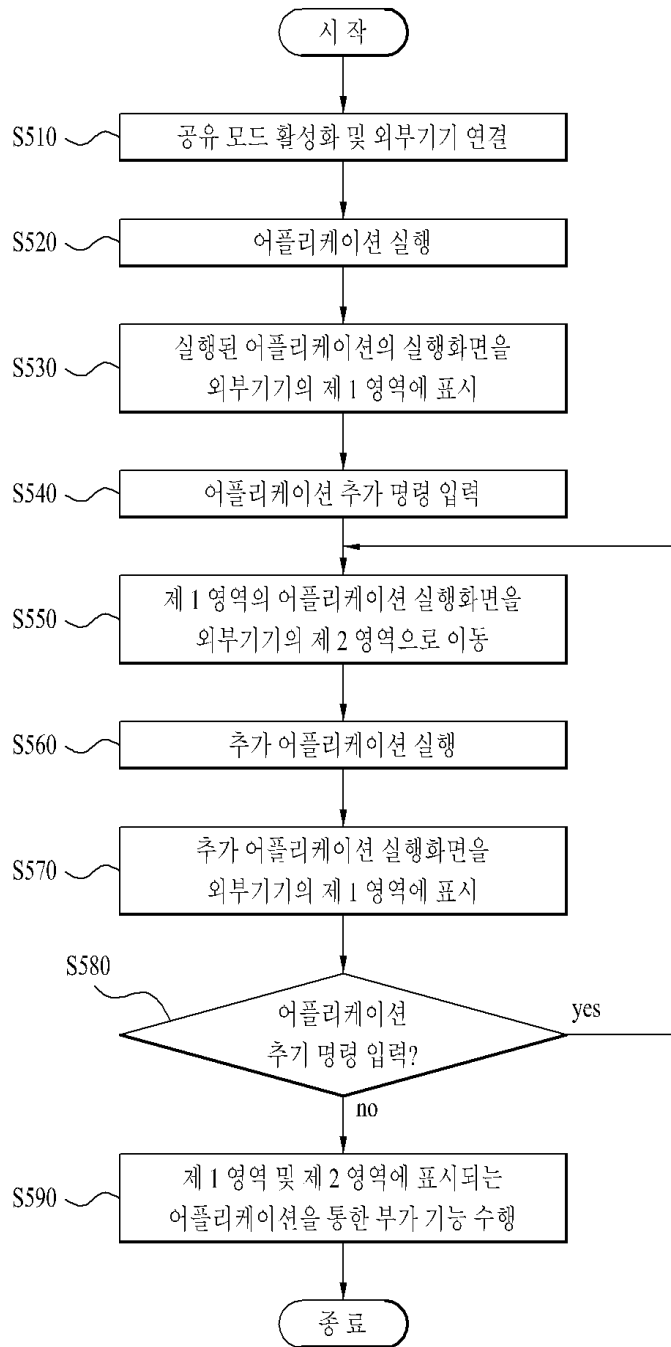 시 작
S510
공유 모드 활성화 및 외부기기 연결
S520
어플리케이션 실행
S530
실행된 어플리케이션의 실행화면을
외부기기의 제 1 영역에 표시
S540
어플리케이션 추가 명령 입력
S550
제 1 영역의 어플리케이션 실행화면을
외부기기의 제 2 영역으로 이동
S560
추가 어플리케이션 실행
S570
추가 어플리케이션 실행화면을
외부기기의 제 1 영역에 표시
S580
어플리케이션
추기 명령 입력?
yes
no
S590
제 1 영역 및 제 2 영역에 표시되는
어플리케이션을 통한 부가 기능 수행
종 료